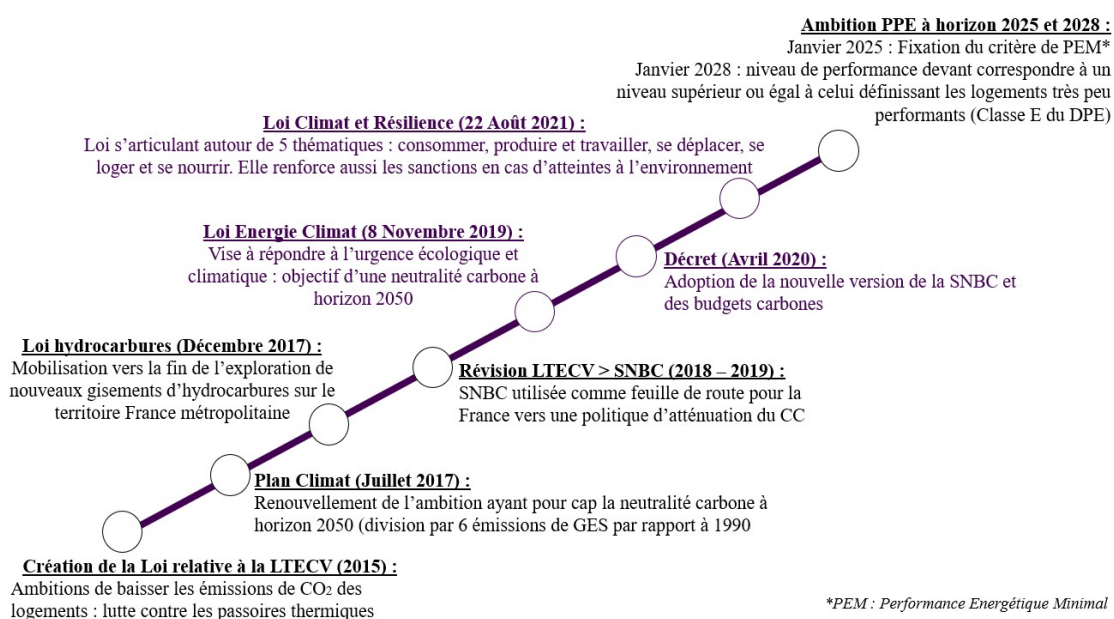 Ambition PPE à horizon 2025 et 2028 :
Janvier 2025 : Fixation du critère de PEM*
Janvier 2028 : niveau de performance devant correspondre à un
niveau supérieur ou égal à celui définissant les logements très peu
performants (Classe E du DPE)
Loi Climat et Résilience (22 Août 2021) :
Loi s’articulant autour de 5 thématiques : consommer, produire et travailler, se déplacer, se
loger et se nourrir. Elle renforce aussi les sanctions en cas d’atteintes à l’environnement
Loi Energie Climat (8 Novembre 2019) :
Vise à répondre à l’urgence écologique et
climatique : objectif d’une neutralité carbone à
horizon 2050
Décret (Avril 2020) :
Adoption de la nouvelle version de la SNBC et
des budgets carbones
Loi hydrocarbures (Décembre 2017) :
Mobilisation vers la fin de l’exploration de
nouveaux gisements d’hydrocarbures sur le
territoire France métropolitaine
Révision LTECV > SNBC (2018 – 2019) :
SNBC utilisée comme feuille de route pour la
France vers une politique d’atténuation du CC
Plan Climat (Juillet 2017) :
Renouvellement de l’ambition ayant pour cap la neutralité carbone à
horizon 2050 (division par 6 émissions de GES par rapport à 1990
Création de la Loi relative à la LTECV (2015) :
Ambitions de baisser les émissions de CO₂ des
logements : lutte contre les passoires thermiques
*PEM : Performance Energétique Minimal